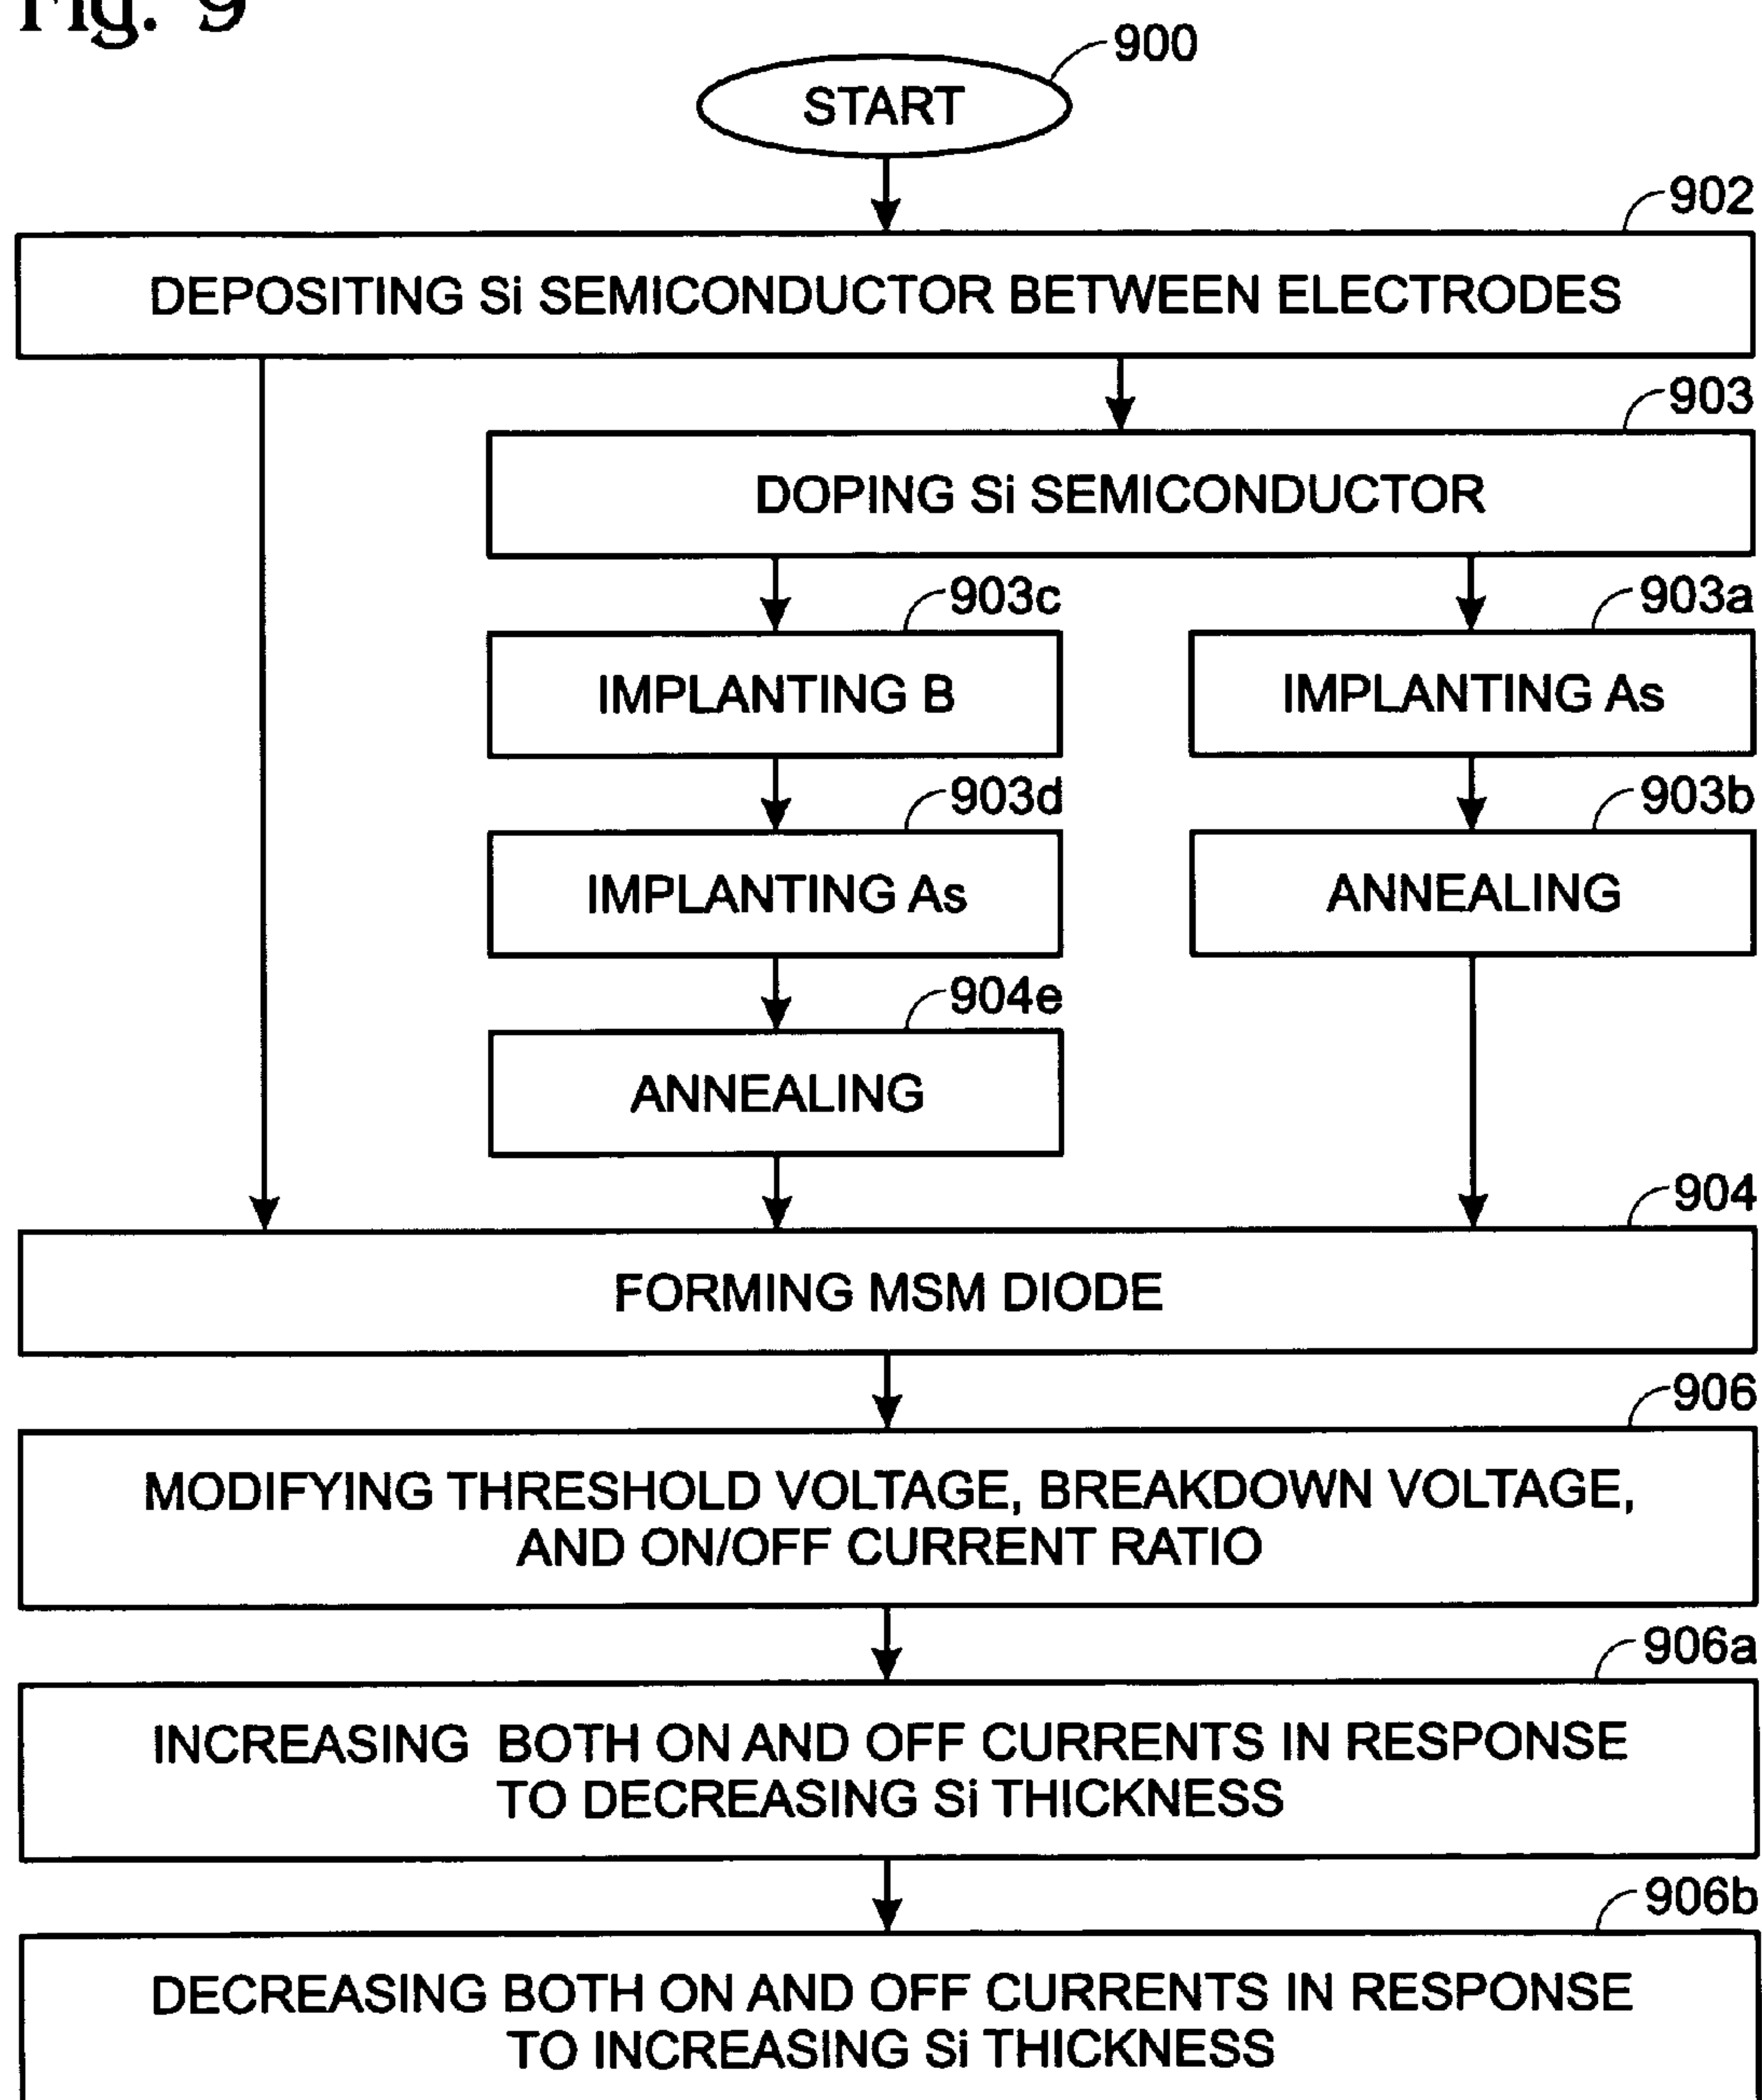 Fig. 9
900
START
902
DEPOSITING Si SEMICONDUCTOR BETWEEN ELECTRODES
903
DOPING Si SEMICONDUCTOR
903c
903a
IMPLANTING B
IMPLANTING As
903d
903b
IMPLANTING As
ANNEALING
904e
ANNEALING
904
FORMING MSM DIODE
906
MODIFYING THRESHOLD VOLTAGE, BREAKDOWN VOLTAGE,
AND ON/OFF CURRENT RATIO
906a
INCREASING BOTH ON AND OFF CURRENTS IN RESPONSE
TO DECREASING Si THICKNESS
906b
DECREASING BOTH ON AND OFF CURRENTS IN RESPONSE
TO INCREASING Si THICKNESS